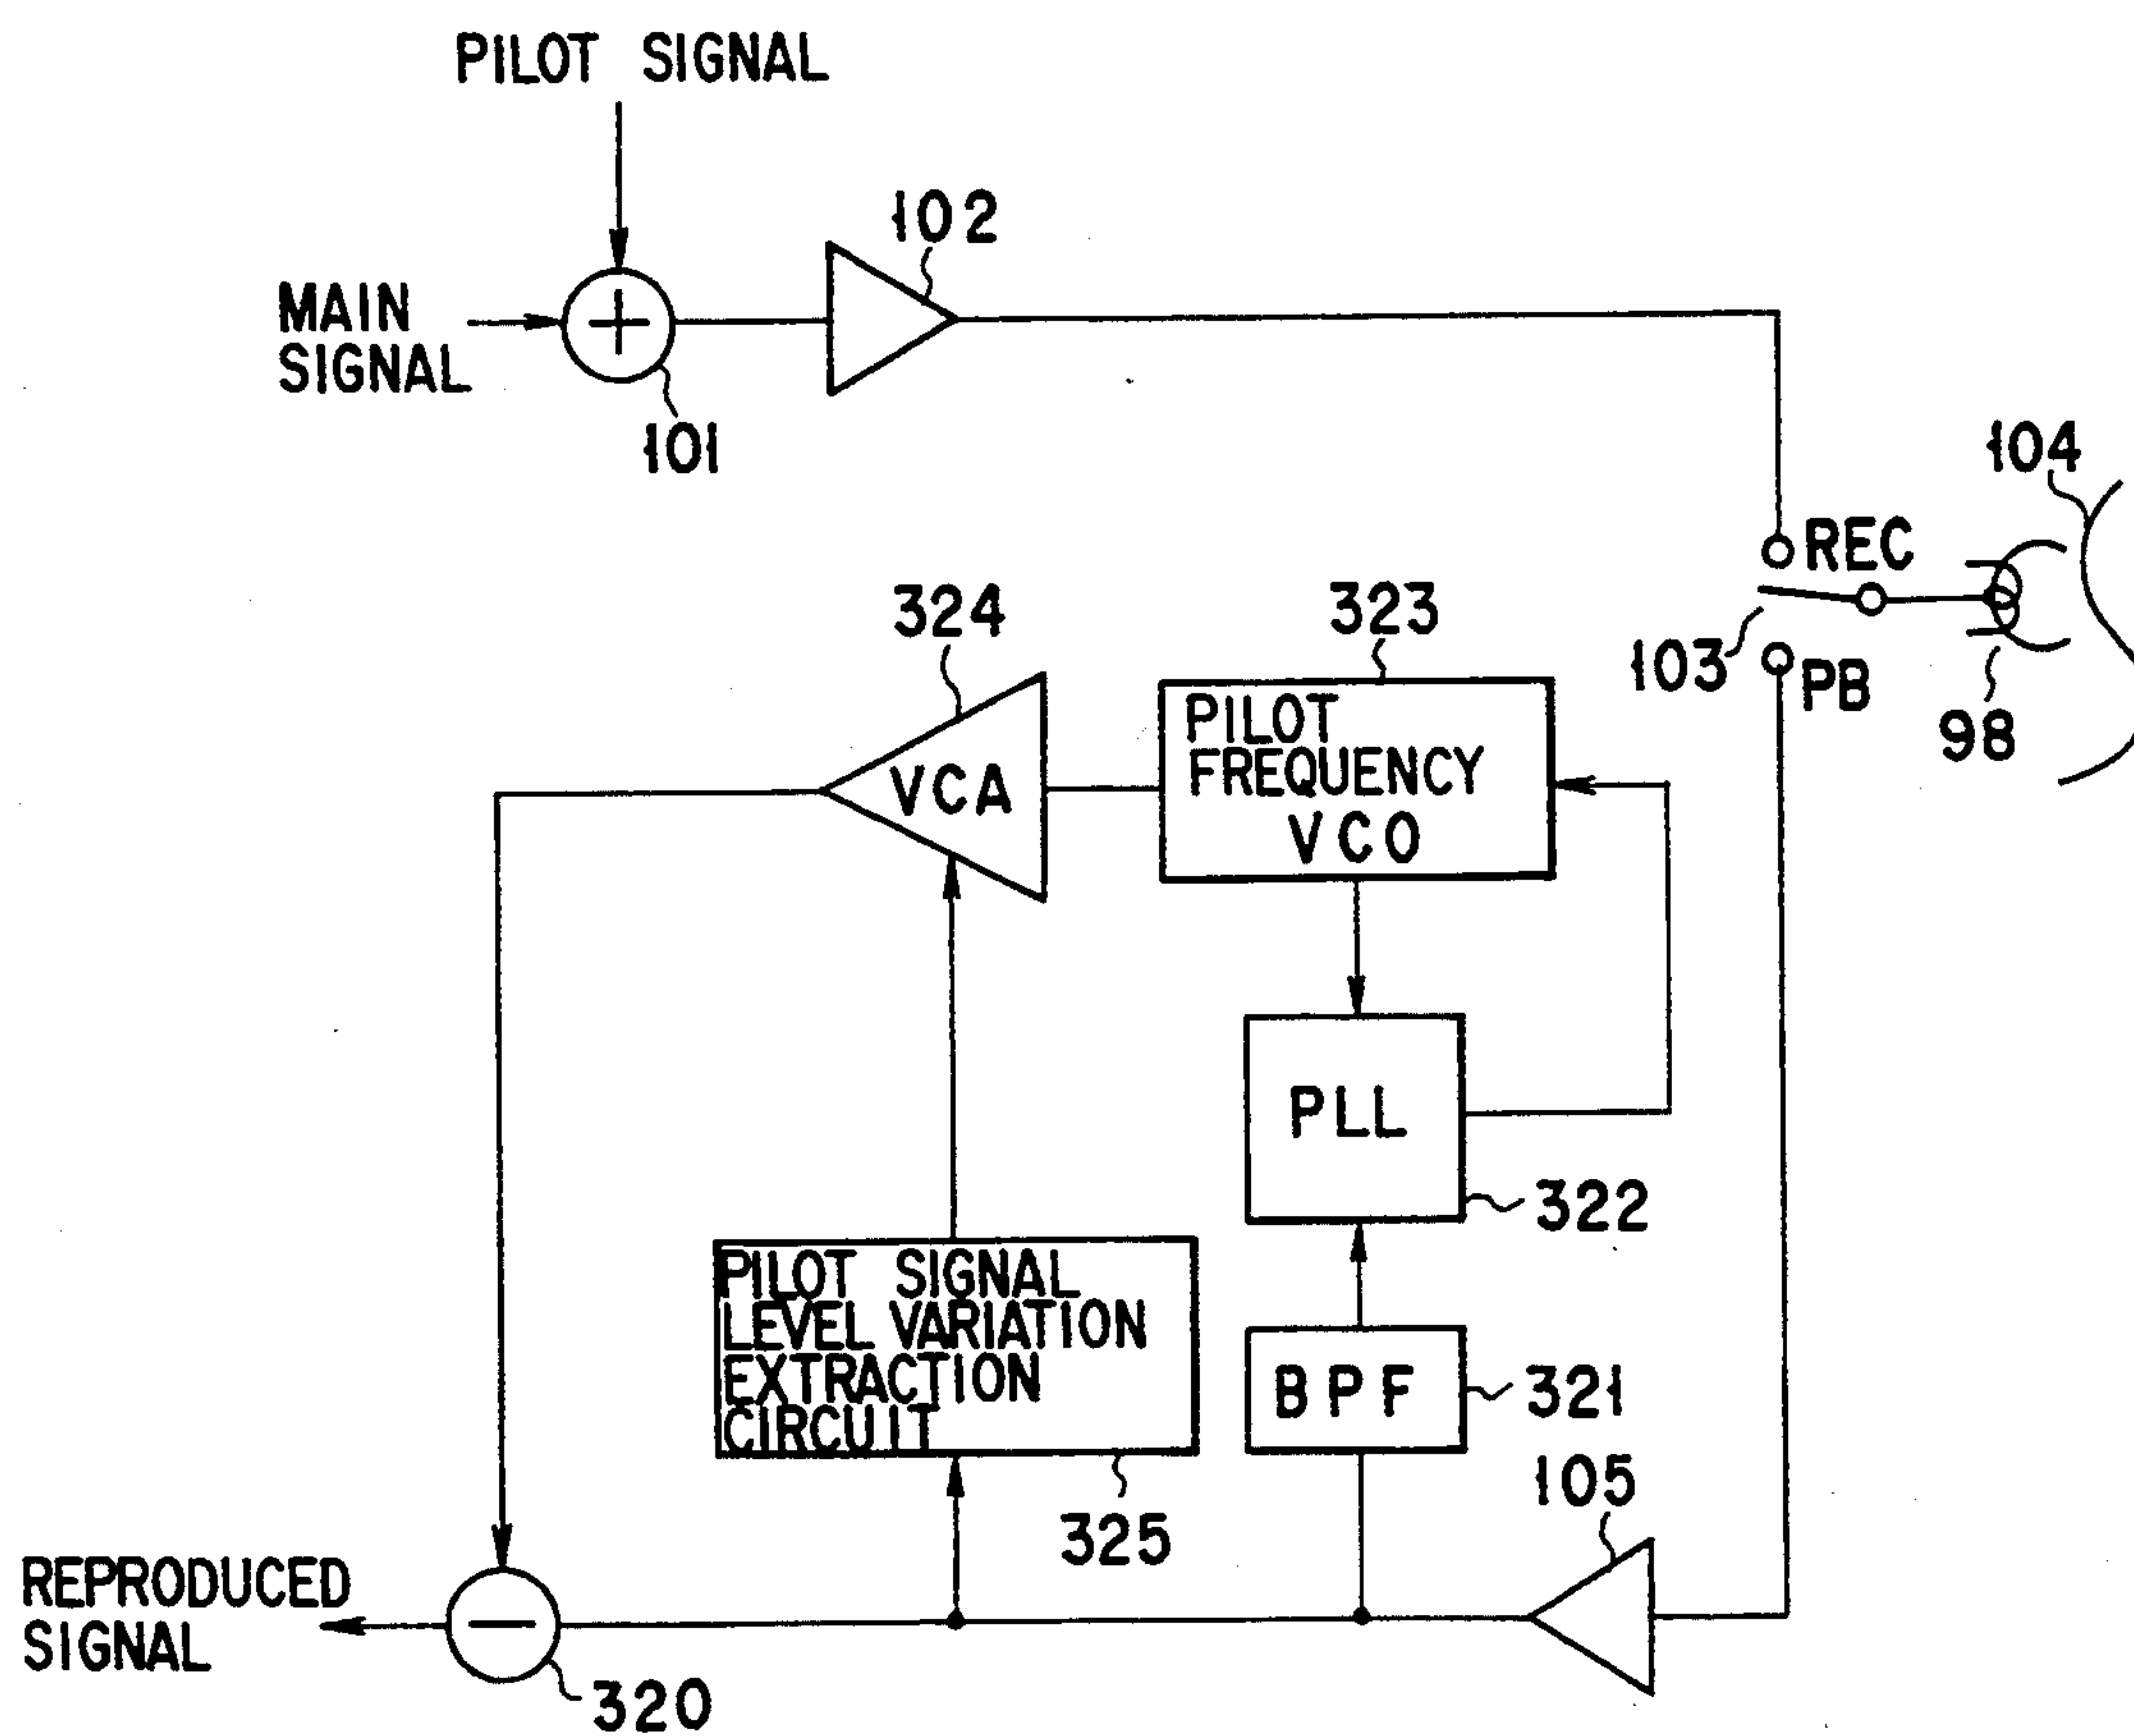 PILOT SIGNAL
102
MAIN
SIGNAL
101
104
REC
324
323
103
PB
98
PILOT
FREQUENCY
VCO
VCA
PLL
322
PILOT SIGNAL
LEVEL VARIATION
EXTRACTION
CIRCUIT
BPF
321
105
325
REPRODUCED
SIGNAL
320